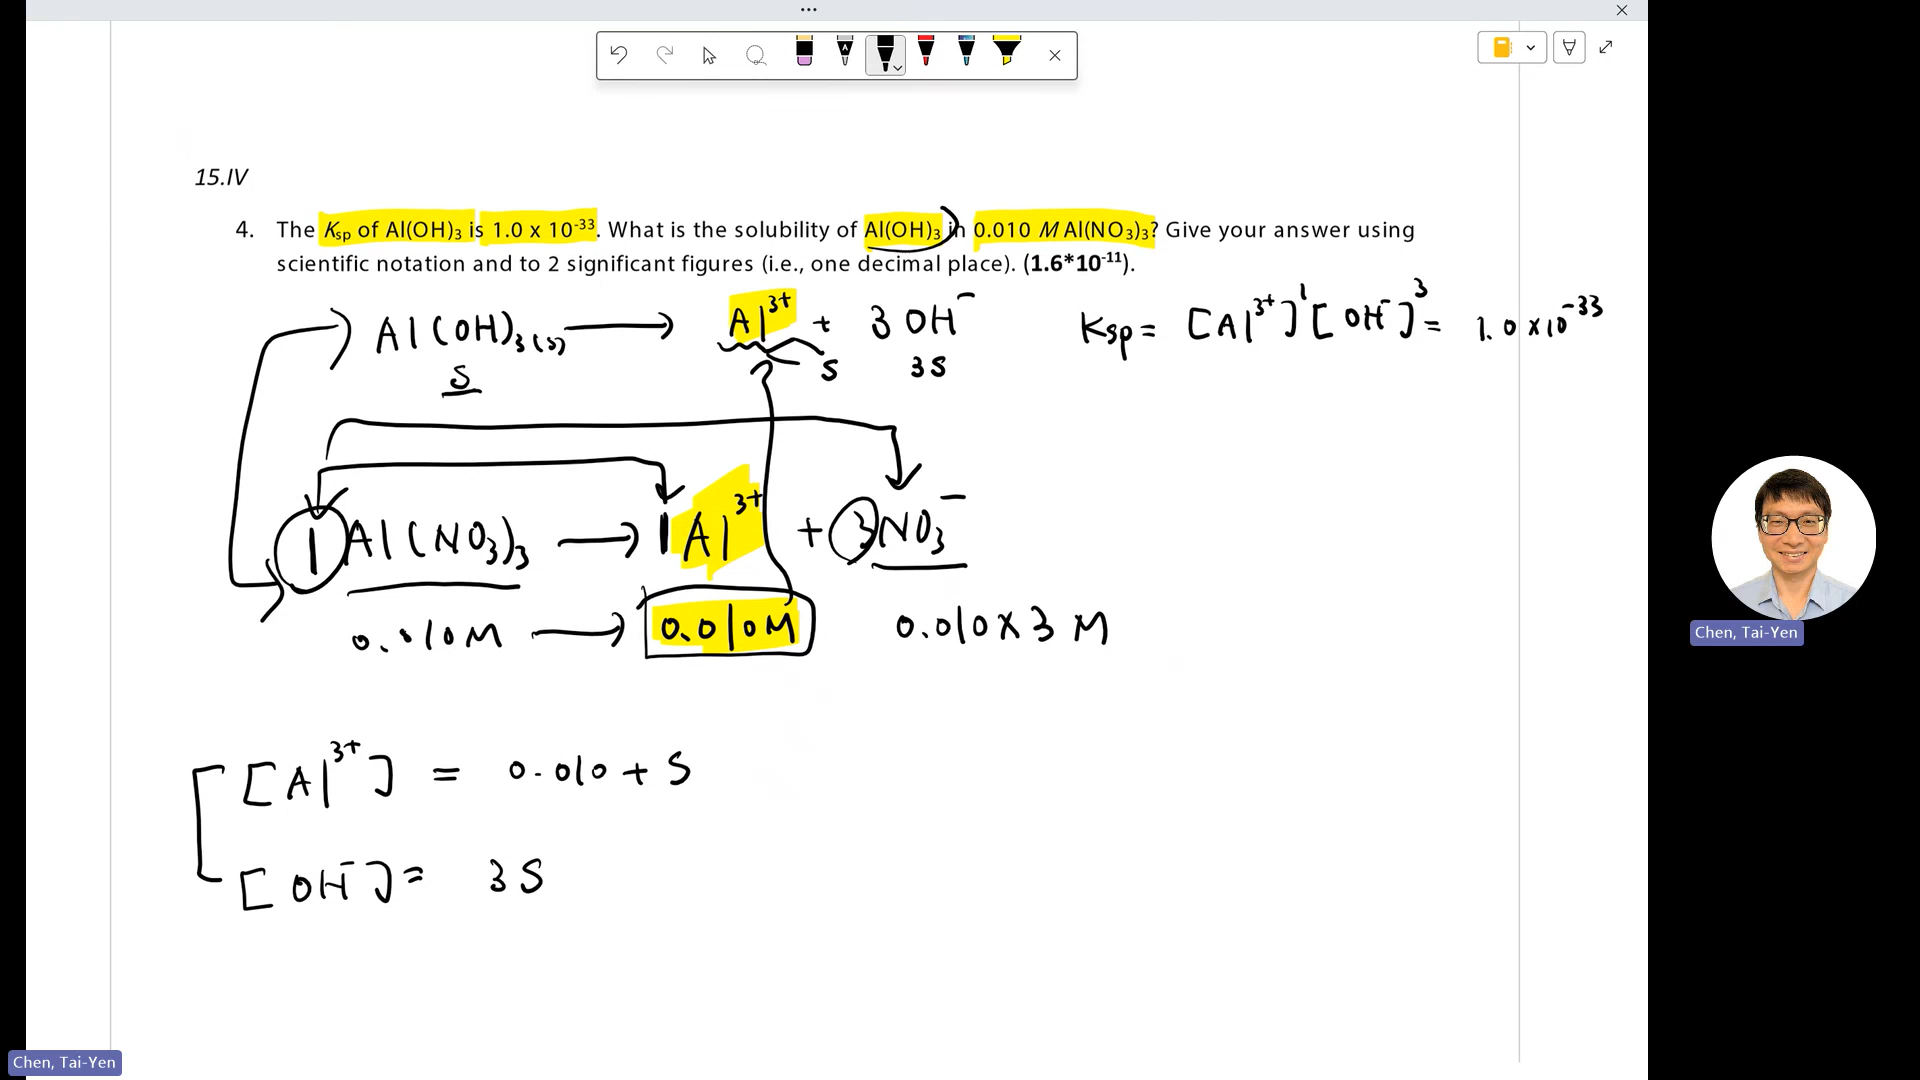 15.IV
4. The Ksp of Al(OH)3 is 1.0 x 10-33. What is the solubility of Al(OH)3 in 0.010 M Al(NO3)3? Give your answer using
scientific notation and to 2 significant figures (i.e., one decimal place). (1.6*10-11).
Al(OH)3(s) → Al3+ + 3 OH−
Ksp = [Al3+]1 [OH−]3 = 1.0 x 10-33
S S 3S
1 Al(NO3)3 → 1 Al3+ + 3 NO3−
0.010M → 0.010M 0.010 x 3 M
[Al3+] = 0.010 + S
[OH−] = 3S
Chen, Tai-Yen
Chen, Tai-Yen